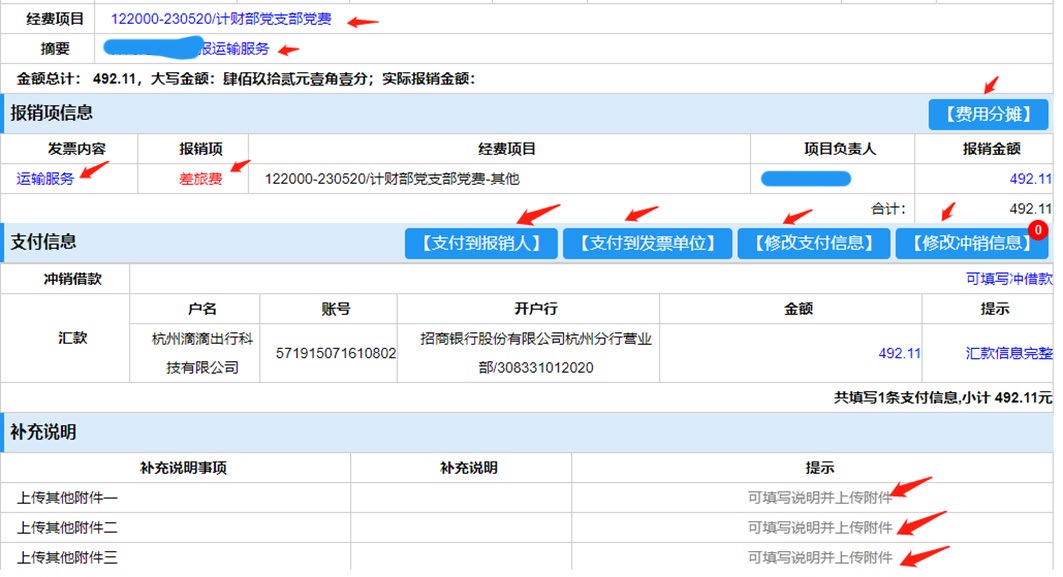 经费项目 122000-230520/计财部党支部党费
摘要 报运输服务
金额总计： 492.11，大写金额：肆佰玖拾贰元壹角壹分；实际报销金额：
报销项信息 【费用分摊】
发票内容 报销项 经费项目 项目负责人 报销金额
运输服务 差旅费 122000-230520/计财部党支部党费-其他 492.11
合计： 492.11
支付信息 【支付到报销人】 【支付到发票单位】 【修改支付信息】 【修改冲销信息】 0
冲销借款 可填写冲借款
汇款 户名 账号 开户行 金额 提示
杭州滴滴出行科技有限公司 571915071610802 招商银行股份有限公司杭州分行营业部/308331012020 492.11 汇款信息完整
共填写1条支付信息,小计 492.11元
补充说明
补充说明事项 补充说明 提示
上传其他附件一 可填写说明并上传附件
上传其他附件二 可填写说明并上传附件
上传其他附件三 可填写说明并上传附件